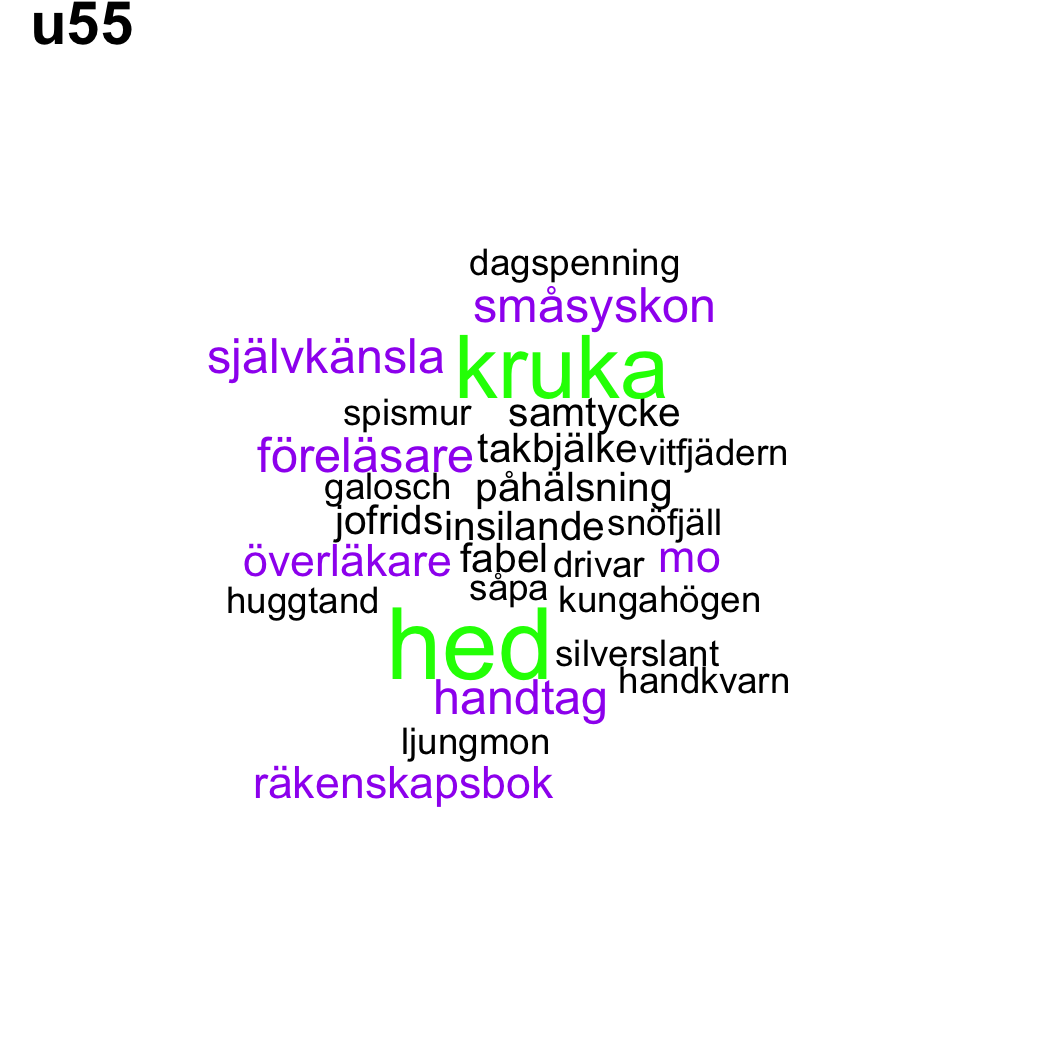 u55
dagspenning
småsyskon
självkänsla kruka
spismur samtycke
föreläsare takbjälke vitfjädern
galosch påhälsning
jofrids insilande snöfjäll
överläkare fabel drivar mo
såpa
huggtand kungahögen
hed silverslant
handkvarn
handtag
ljungmon
räkenskapsbok